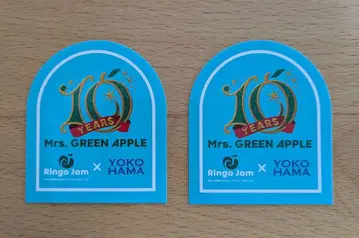 10
YEARS
Mrs. GREEN APPLE
Ringo Jam × YOKO
HAMA
10
YEARS
Mrs. GREEN APPLE
Ringo Jam × YOKO
HAMA